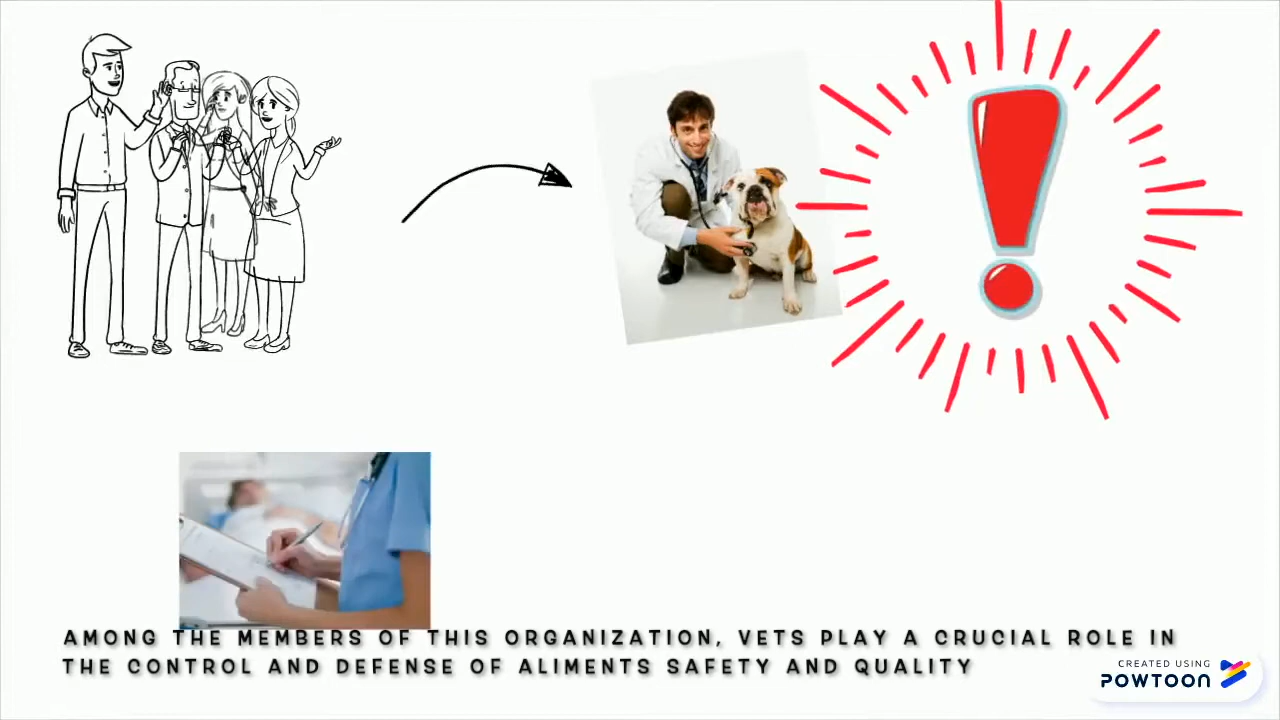 AMONG THE MEMBERS OF THIS ORGANIZATION, VETS PLAY A CRUCIAL ROLE IN
THE CONTROL AND DEFENSE OF ALIMENTS SAFETY AND QUALITY
CREATED USING
POWTOON